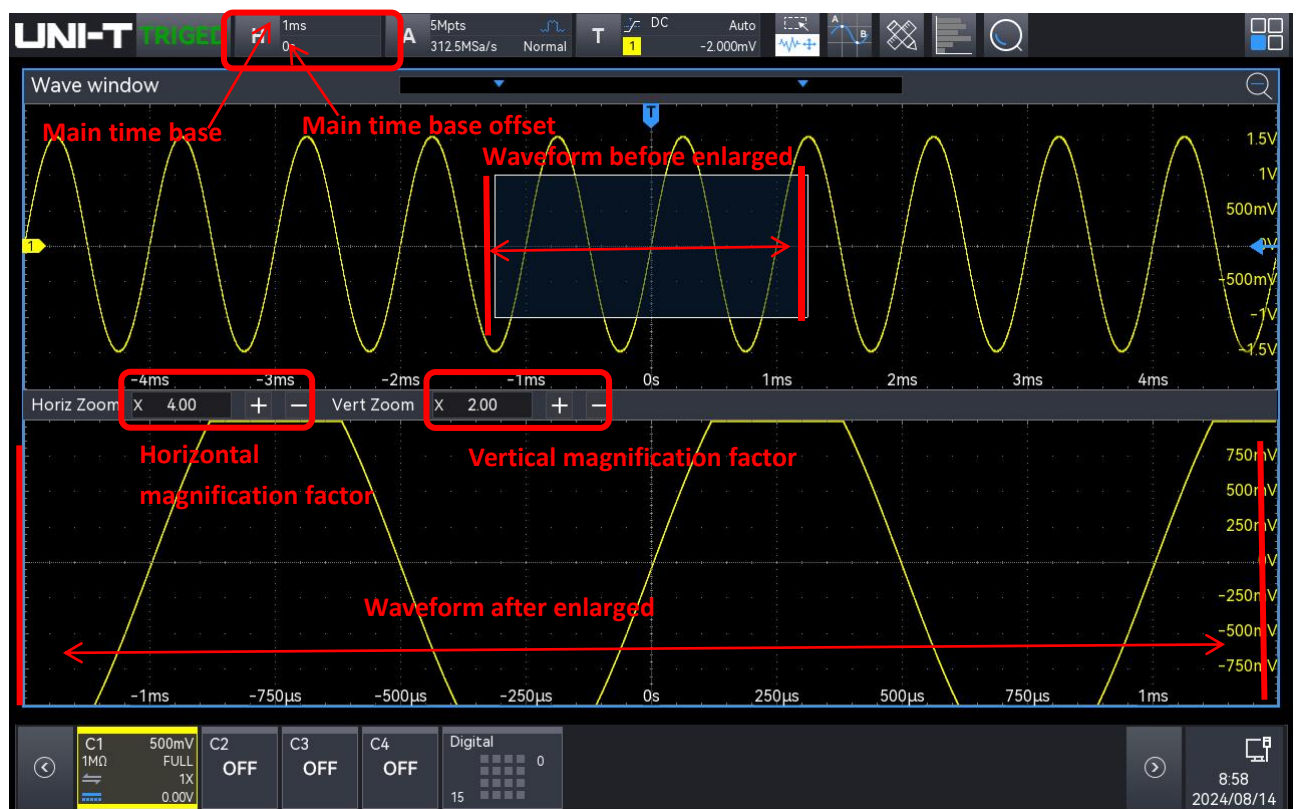 UNI-T TRIGED H 1ms 0s A 5Mpts 312.5MSa/s Normal T DC 1 Auto -2.000mV A B
Wave window
T
Main time base
Main time base offset
Waveform before enlarged
1.5V
1V
500mV
1
0V
-500mV
-1V
-1.5V
-4ms -3ms -2ms -1ms 0s 1ms 2ms 3ms 4ms
Horiz Zoom X 4.00 + − Vert Zoom X 2.00 + −
Horizontal
magnification factor
Vertical magnification factor
750mV
500mV
250mV
0V
Waveform after enlarged
-250mV
-500mV
-750mV
-1ms -750µs -500µs -250µs 0s 250µs 500µs 750µs 1ms
C1 500mV
1MΩ FULL
1X
0.00V
C2
OFF
C3
OFF
C4
OFF
Digital
0
15
8:58
2024/08/14